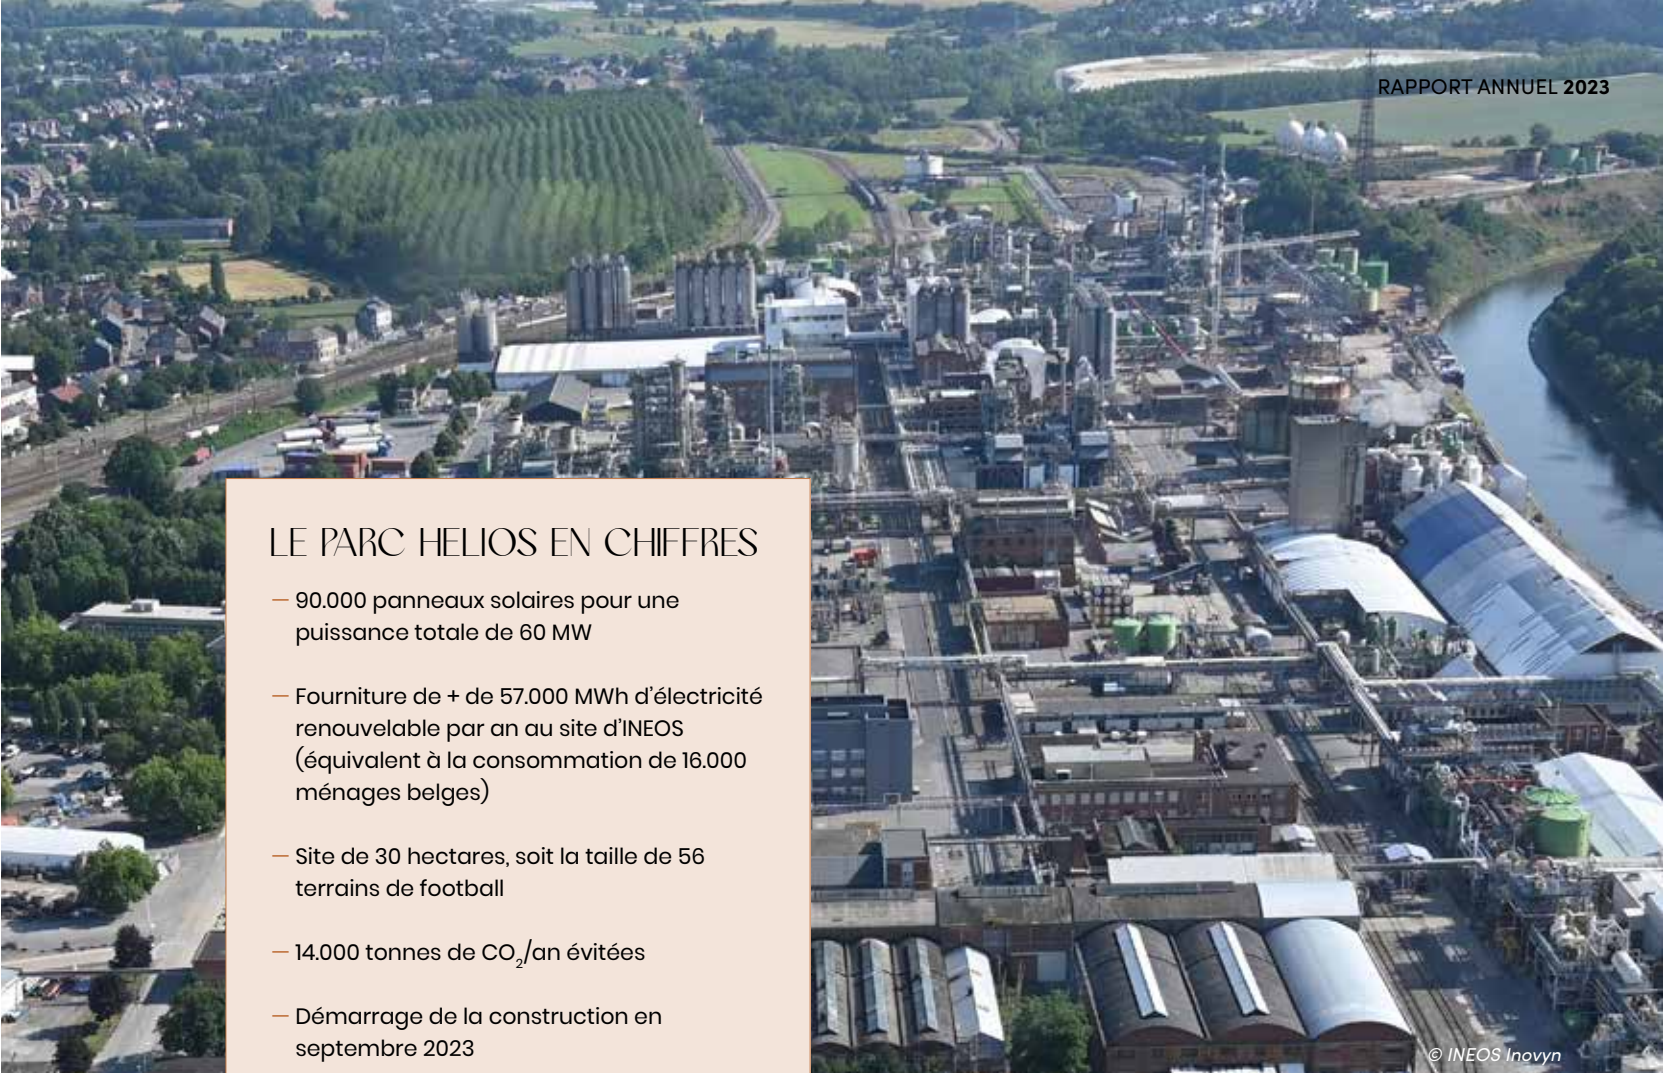 RAPPORT ANNUEL 2023
LE PARC HELIOS EN CHIFFRES
— 90.000 panneaux solaires pour une
puissance totale de 60 MW
— Fourniture de + de 57.000 MWh d’électricité
renouvelable par an au site d’INEOS
(équivalent à la consommation de 16.000
ménages belges)
— Site de 30 hectares, soit la taille de 56
terrains de football
— 14.000 tonnes de CO₂/an évitées
— Démarrage de la construction en
septembre 2023
© INEOS Inovyn